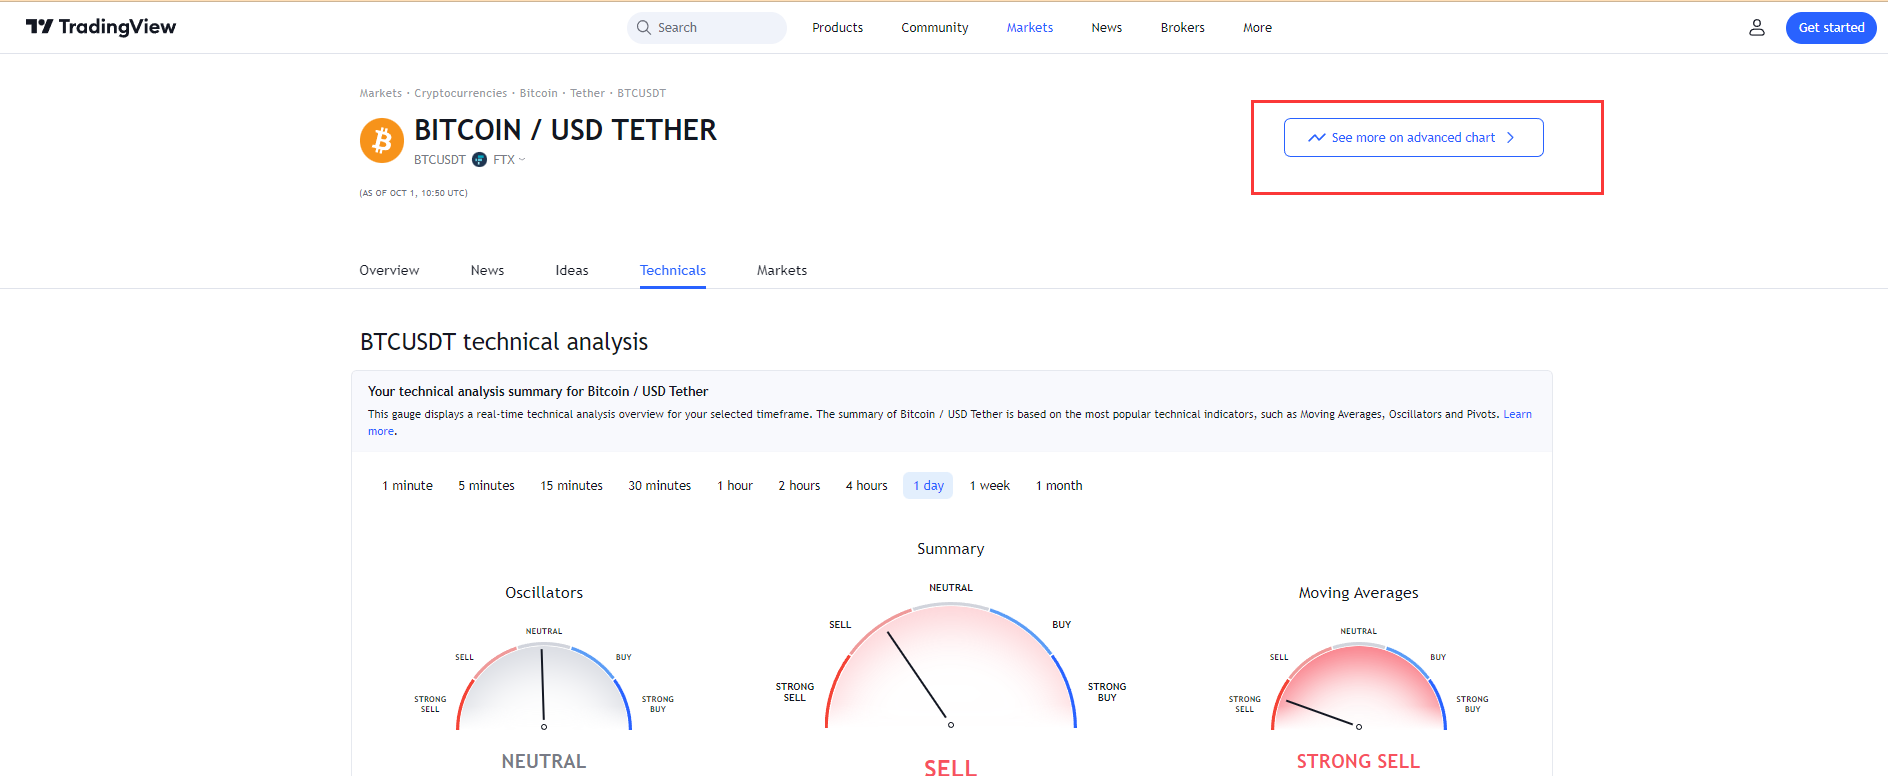 TradingView
Search
Products
Community
Markets
News
Brokers
More
Get started
Markets · Cryptocurrencies · Bitcoin · Tether · BTCUSDT
BITCOIN / USD TETHER
BTCUSDT FTX
(AS OF OCT 1, 10:50 UTC)
See more on advanced chart
Overview
News
Ideas
Technicals
Markets
BTCUSDT technical analysis
Your technical analysis summary for Bitcoin / USD Tether
This gauge displays a real-time technical analysis overview for your selected timeframe. The summary of Bitcoin / USD Tether is based on the most popular technical indicators, such as Moving Averages, Oscillators and Pivots. Learn
more.
1 minute
5 minutes
15 minutes
30 minutes
1 hour
2 hours
4 hours
1 day
1 week
1 month
Oscillators
NEUTRAL
SELL
BUY
STRONG
SELL
STRONG
BUY
NEUTRAL
Summary
NEUTRAL
SELL
BUY
STRONG
SELL
STRONG
BUY
SELL
Moving Averages
NEUTRAL
SELL
BUY
STRONG
SELL
STRONG
BUY
STRONG SELL